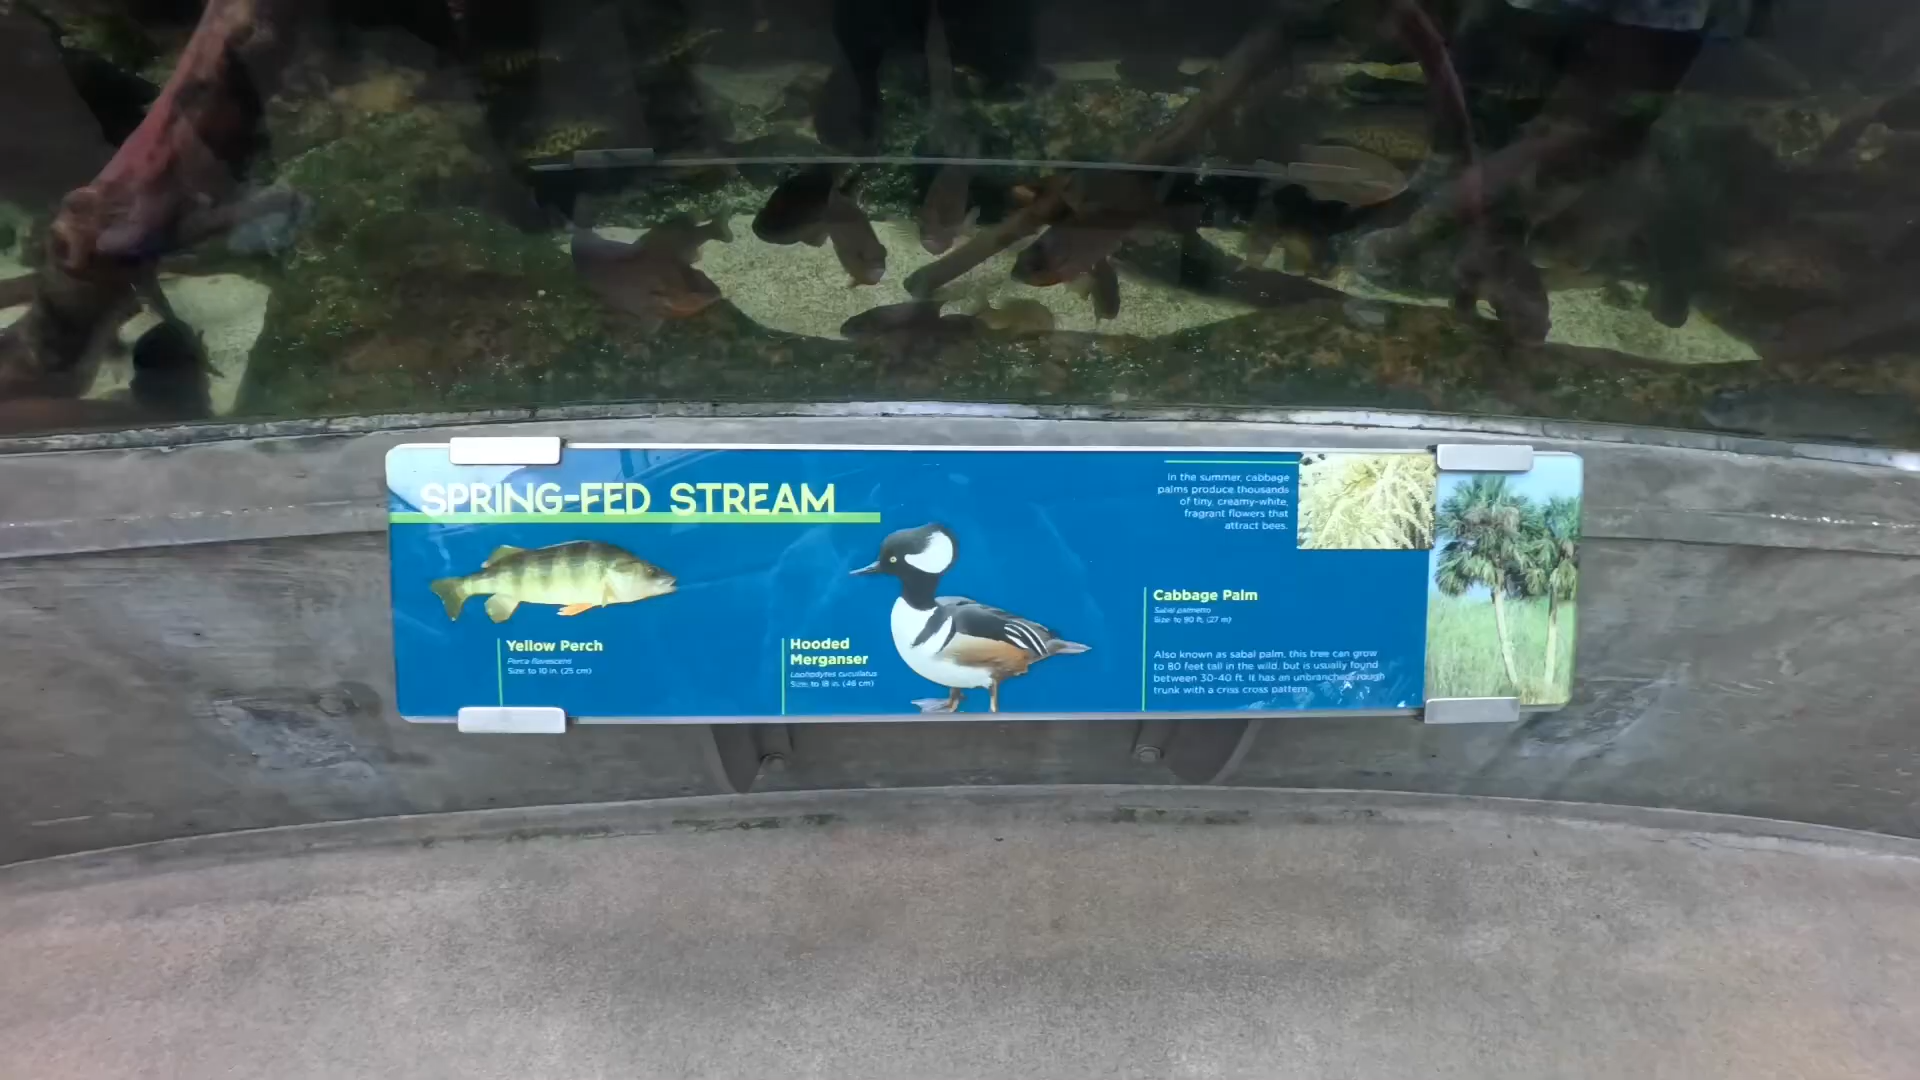 SPRING-FED STREAM
Yellow Perch
Perca flavescens
Size: to 10 in. (25 cm)
Hooded
Merganser
Lophodytes cucullatus
Size: to 18 in. (46 cm)
In the summer, cabbage
palms produce thousands
of tiny, creamy-white,
fragrant flowers that
attract bees.
Cabbage Palm
Sabal palmetto
Size: to 90 ft. (27 m)
Also known as sabal palm, this tree can grow
to 80 feet tall in the wild, but is usually found
between 30-40 ft. It has an unbranched rough
trunk with a criss cross pattern.